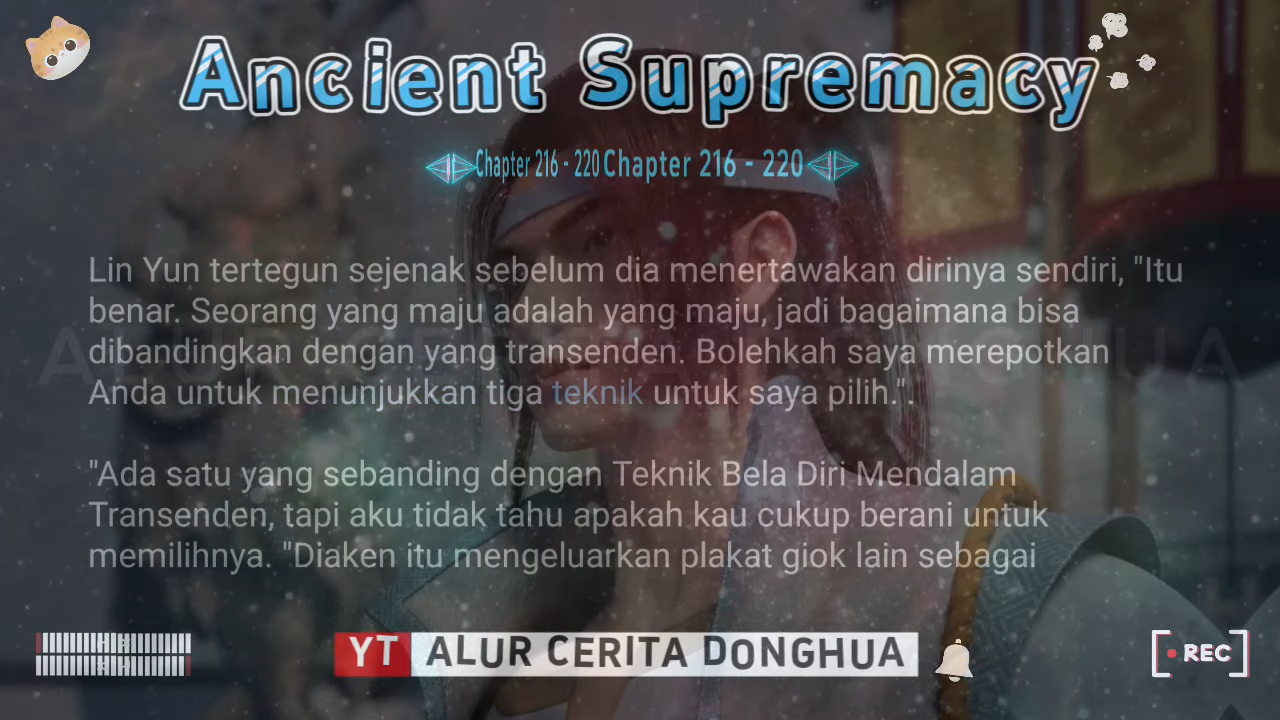 Ancient Supremacy
Chapter 216 - 220 Chapter 216 - 220
Lin Yun tertegun sejenak sebelum dia menertawakan dirinya sendiri, "Itu
benar. Seorang yang maju adalah yang maju, jadi bagaimana bisa
dibandingkan dengan yang transenden. Bolehkah saya merepotkan
Anda untuk menunjukkan tiga teknik untuk saya pilih.".
"Ada satu yang sebanding dengan Teknik Bela Diri Mendalam
Transenden, tapi aku tidak tahu apakah kau cukup berani untuk
memilihnya. "Diaken itu mengeluarkan plakat giok lain sebagai
YT ALUR CERITA DONGHUA
REC